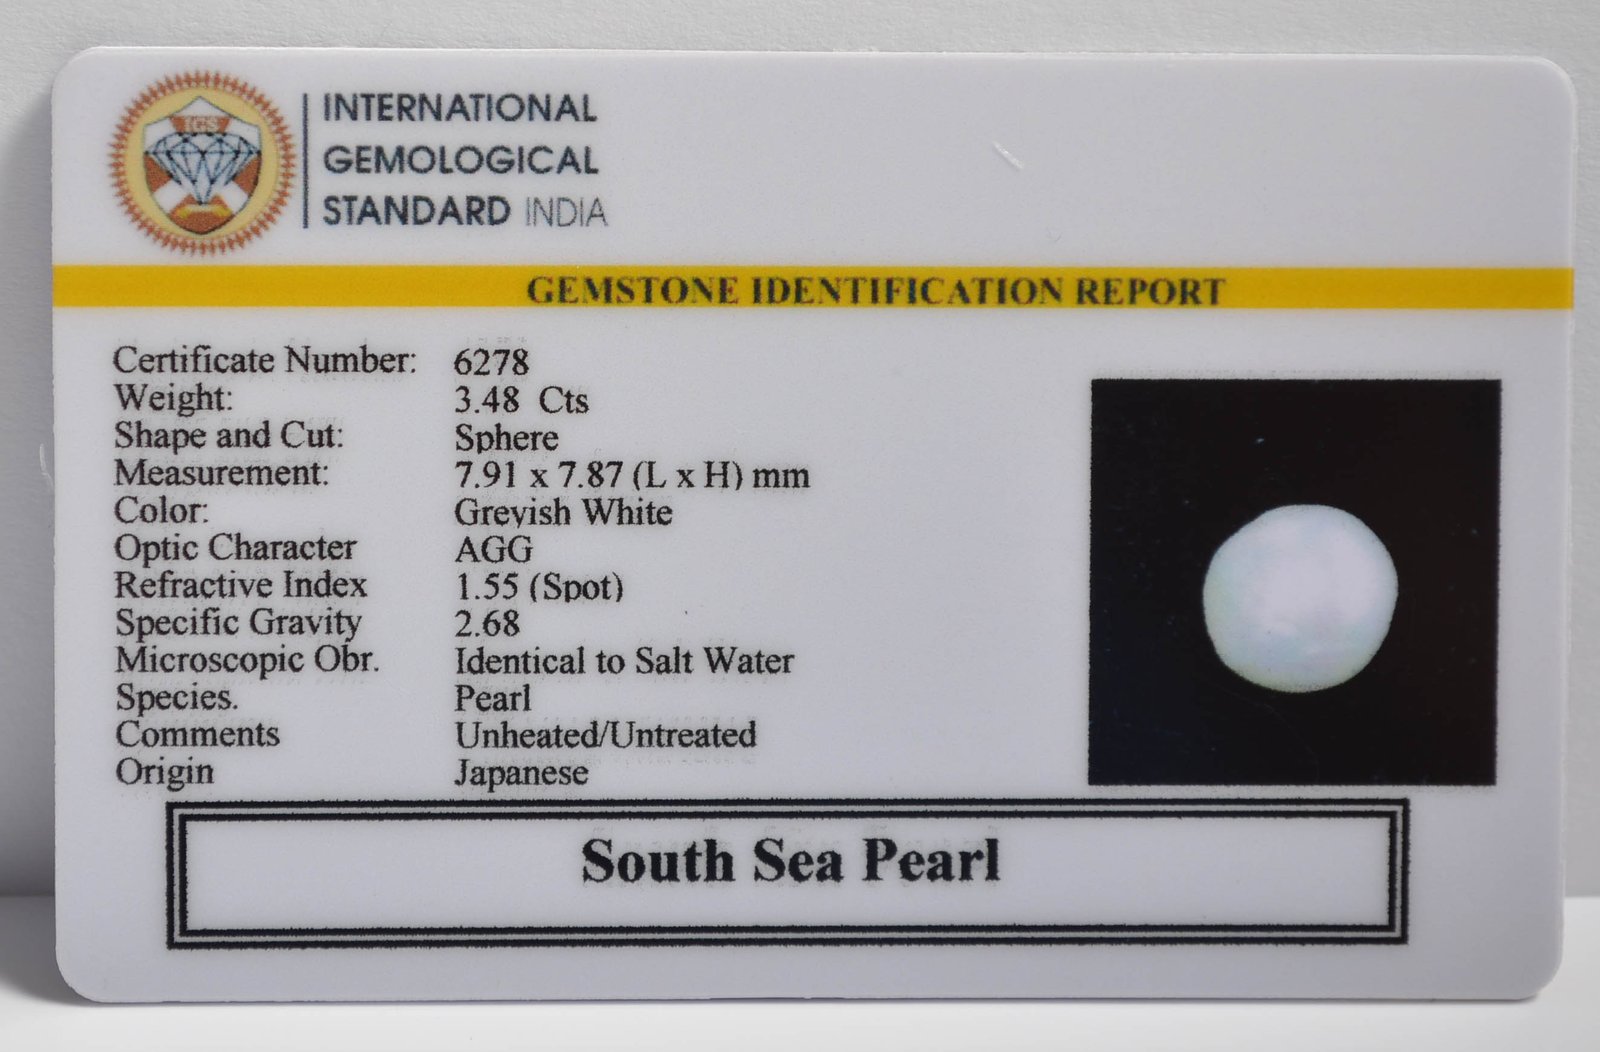 IGS
INTERNATIONAL
GEMOLOGICAL
STANDARD INDIA
GEMSTONE IDENTIFICATION REPORT
Certificate Number: 6278
Weight: 3.48 Cts
Shape and Cut: Sphere
Measurement: 7.91 x 7.87 (L x H) mm
Color: Greyish White
Optic Character AGG
Refractive Index 1.55 (Spot)
Specific Gravity 2.68
Microscopic Obr. Identical to Salt Water
Species. Pearl
Comments Unheated/Untreated
Origin Japanese
South Sea Pearl